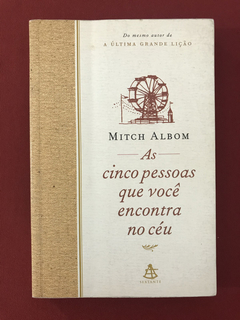 Do mesmo autor de
A ÚLTIMA GRANDE LIÇÃO
MITCH ALBOM
As
cinco pessoas
que você
encontra
no céu
SEXTANTE